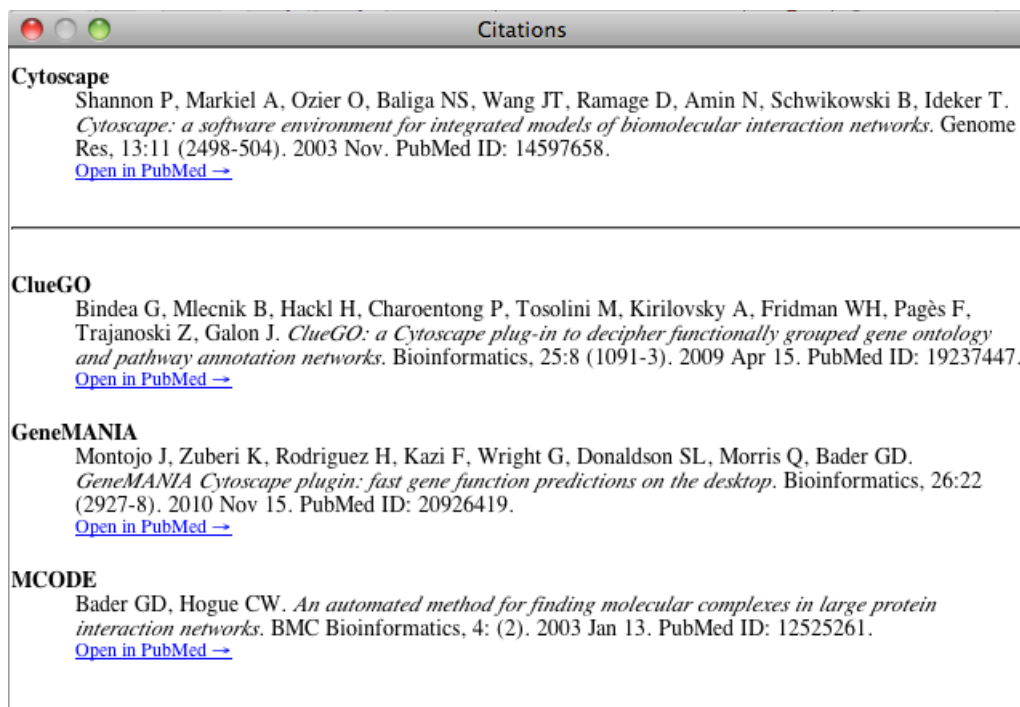 Citations
Cytoscape
Shannon P, Markiel A, Ozier O, Baliga NS, Wang JT, Ramage D, Amin N, Schwikowski B, Ideker T.
Cytoscape: a software environment for integrated models of biomolecular interaction networks. Genome
Res, 13:11 (2498-504). 2003 Nov. PubMed ID: 14597658.
Open in PubMed →
ClueGO
Bindea G, Mlecnik B, Hackl H, Charoentong P, Tosolini M, Kirilovsky A, Fridman WH, Pagès F,
Trajanoski Z, Galon J. ClueGO: a Cytoscape plug-in to decipher functionally grouped gene ontology
and pathway annotation networks. Bioinformatics, 25:8 (1091-3). 2009 Apr 15. PubMed ID: 19237447.
Open in PubMed →
GeneMANIA
Montojo J, Zuberi K, Rodriguez H, Kazi F, Wright G, Donaldson SL, Morris Q, Bader GD.
GeneMANIA Cytoscape plugin: fast gene function predictions on the desktop. Bioinformatics, 26:22
(2927-8). 2010 Nov 15. PubMed ID: 20926419.
Open in PubMed →
MCODE
Bader GD, Hogue CW. An automated method for finding molecular complexes in large protein
interaction networks. BMC Bioinformatics, 4: (2). 2003 Jan 13. PubMed ID: 12525261.
Open in PubMed →